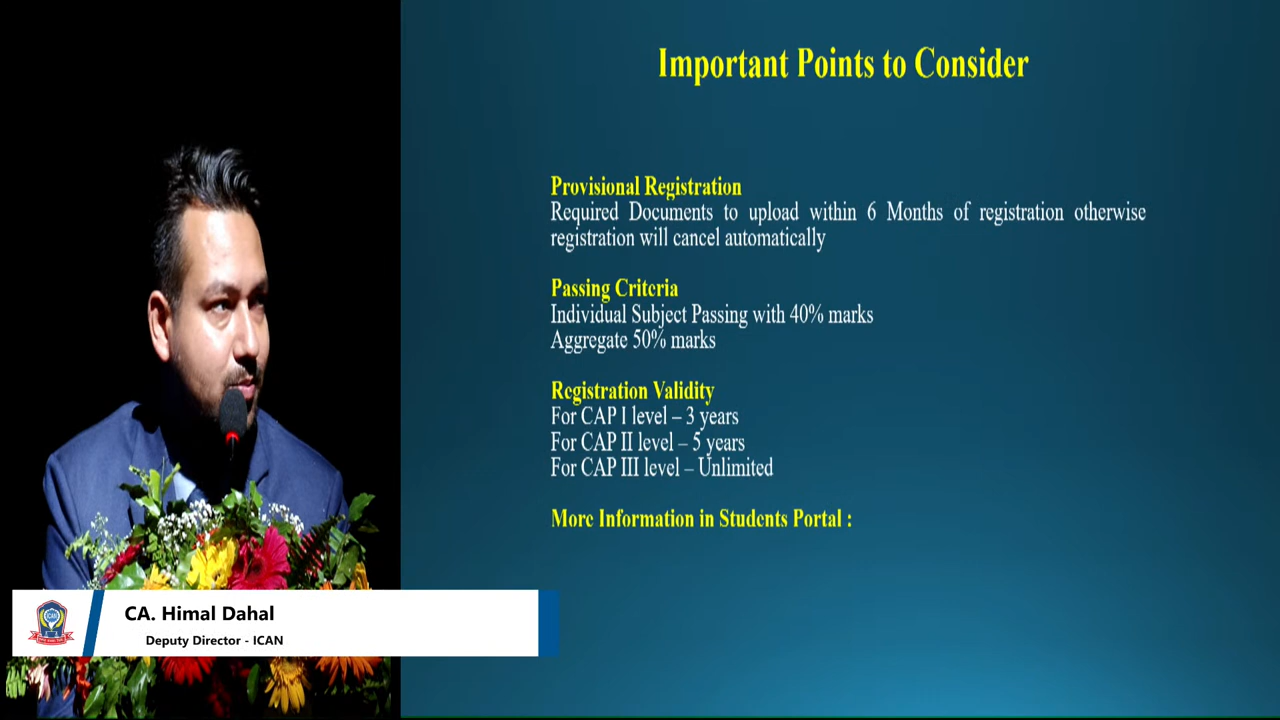 Important Points to Consider
Provisional Registration
Required Documents to upload within 6 Months of registration otherwise
registration will cancel automatically
Passing Criteria
Individual Subject Passing with 40% marks
Aggregate 50% marks
Registration Validity
For CAP I level – 3 years
For CAP II level – 5 years
For CAP III level – Unlimited
More Information in Students Portal :
CA. Himal Dahal
Deputy Director - ICAN